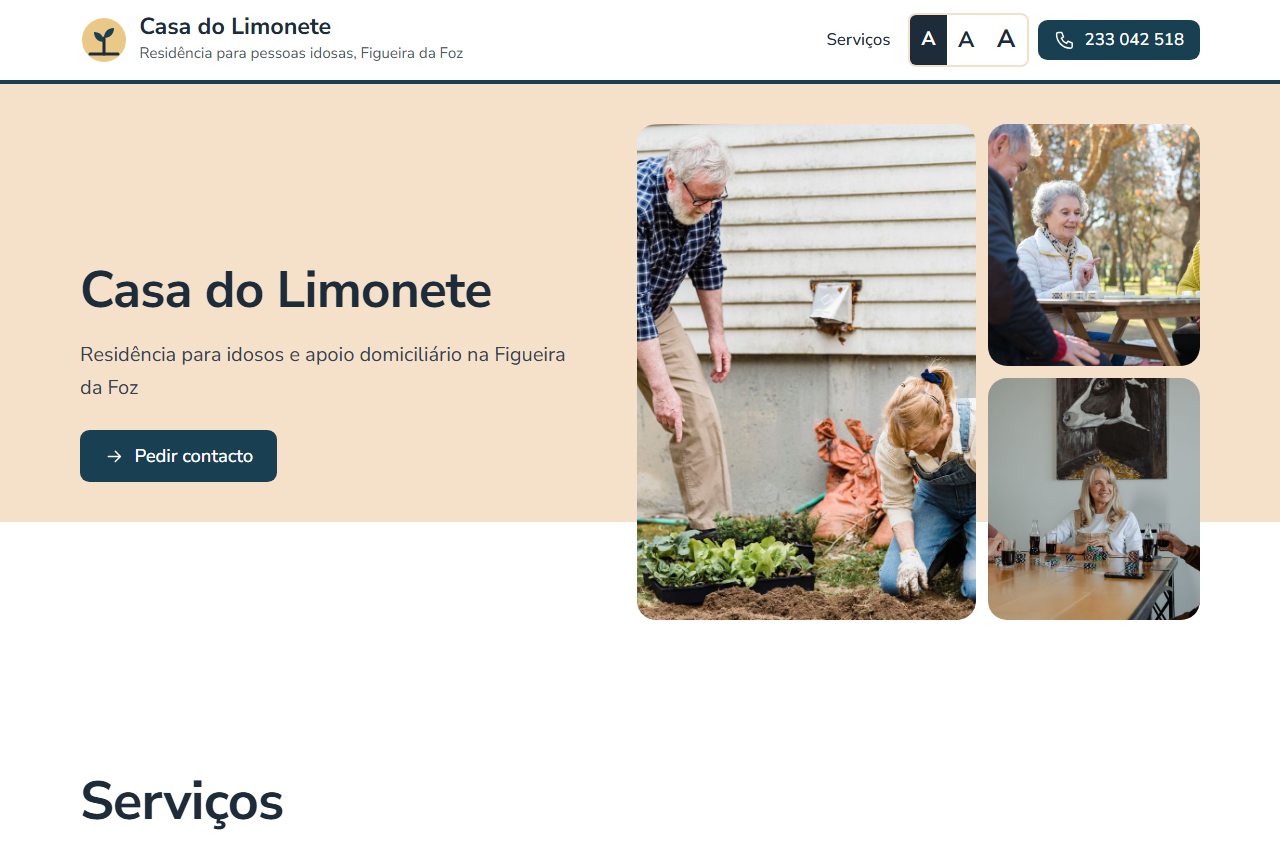 Casa do Limonete
Residência para pessoas idosas, Figueira da Foz
Serviços
A A A
233 042 518
Casa do Limonete
Residência para idosos e apoio domiciliário na Figueira
da Foz
Pedir contacto
Serviços